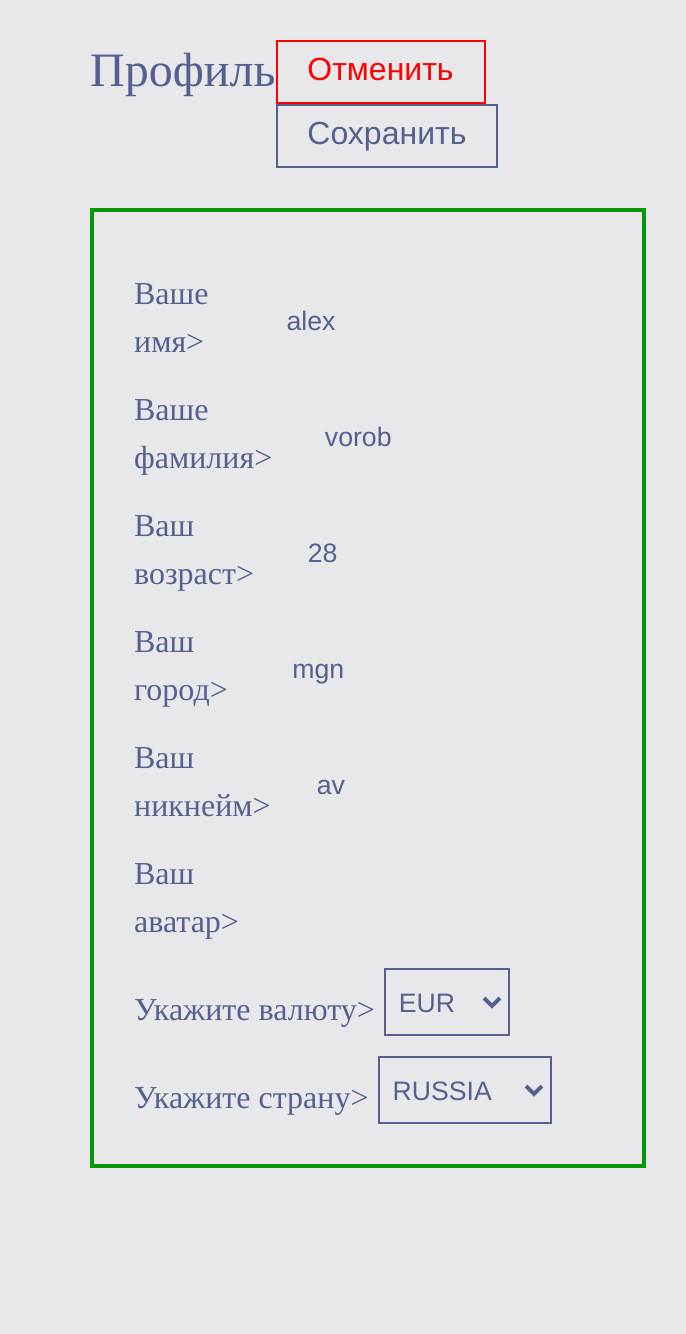 Профиль Отменить
Сохранить
Ваше
имя> alex
Ваше
фамилия> vorob
Ваш
возраст> 28
Ваш
город> mgn
Ваш
никнейм> av
Ваш
аватар>
Укажите валюту> EUR
Укажите страну> RUSSIA